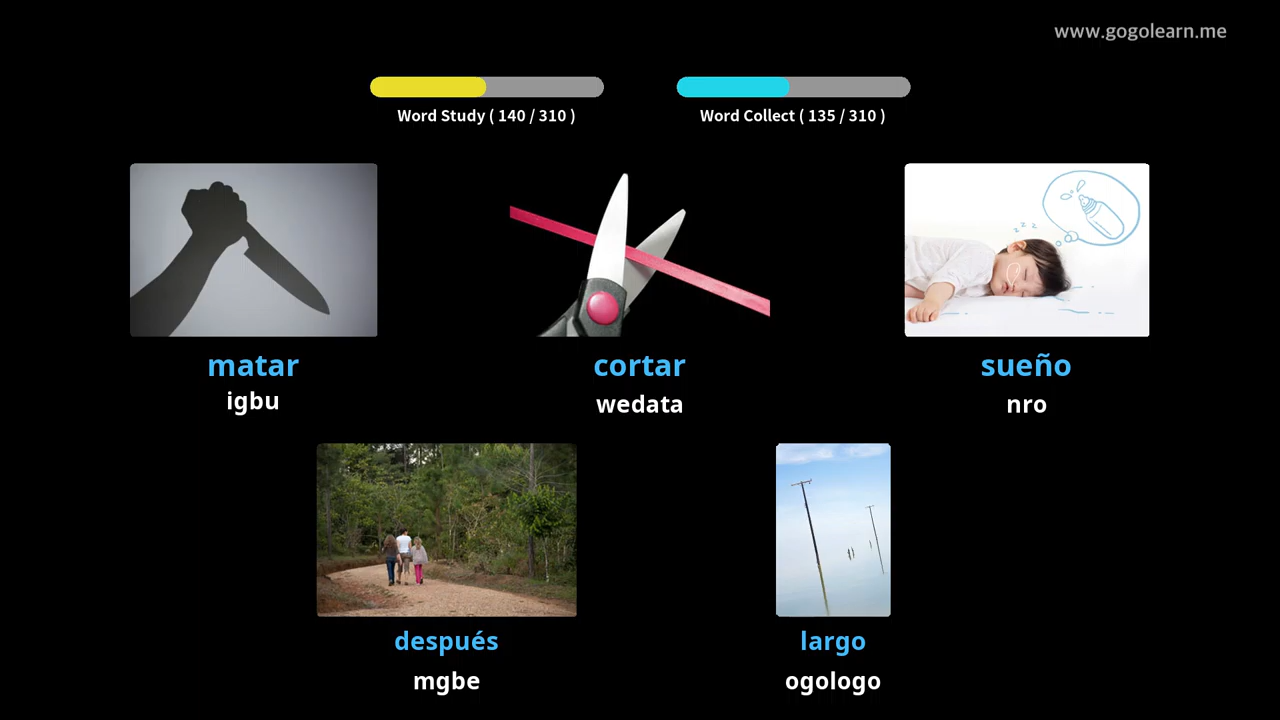 www.gogolearn.me
Word Study ( 140 / 310 )
Word Collect ( 135 / 310 )
matar
igbu
cortar
wedata
sueño
nro
después
mgbe
largo
ogologo